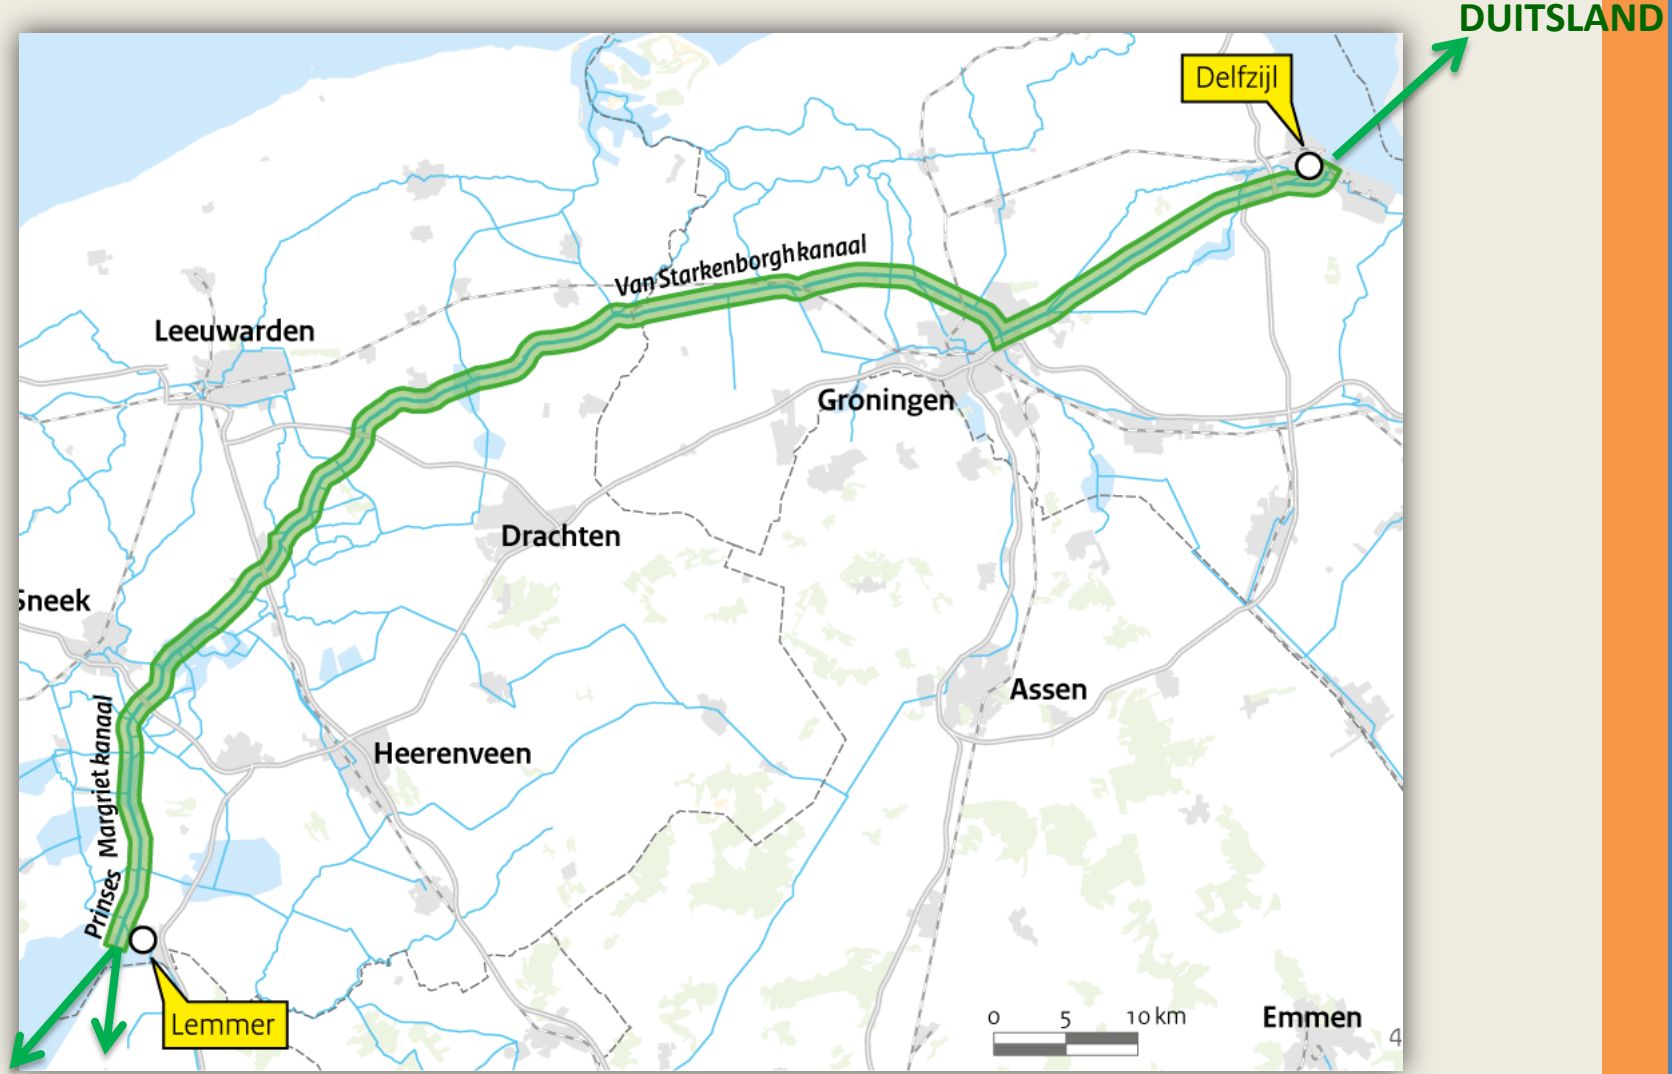 DUITSLAND
Delfzijl
Van Starkenborghkanaal
Leeuwarden
Groningen
Drachten
Sneek
Assen
Prinses Margriet kanaal
Heerenveen
Lemmer
0 5 10 km
Emmen
4